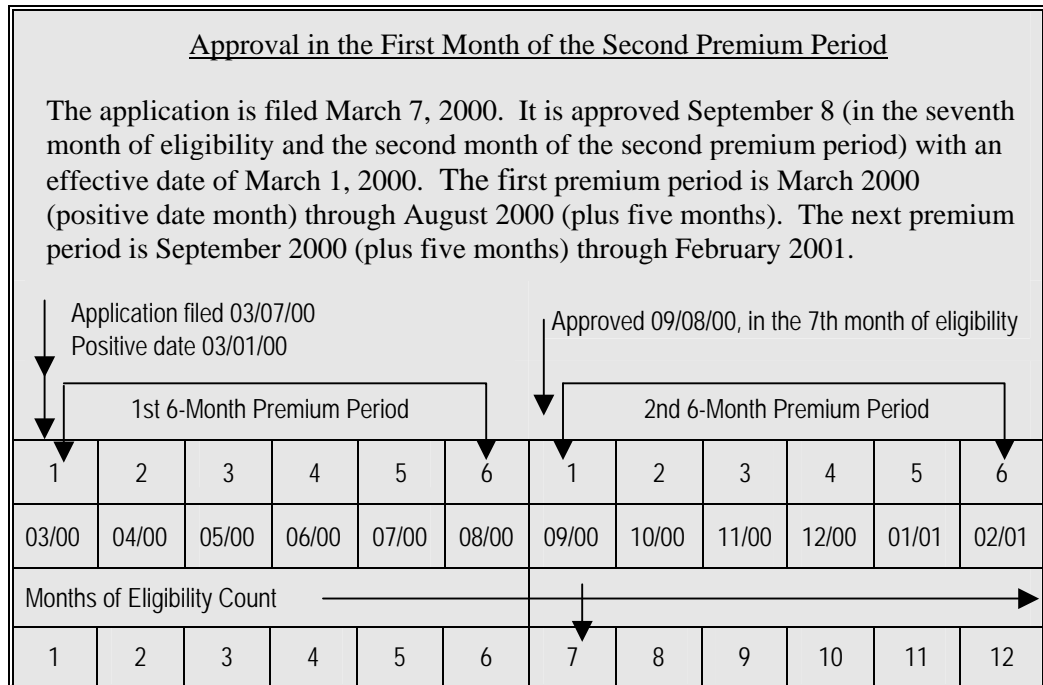 Approval in the First Month of the Second Premium Period
The application is filed March 7, 2000. It is approved September 8 (in the seventh
month of eligibility and the second month of the second premium period) with an
effective date of March 1, 2000. The first premium period is March 2000
(positive date month) through August 2000 (plus five months). The next premium
period is September 2000 (plus five months) through February 2001.
Application filed 03/07/00
Positive date 03/01/00
Approved 09/08/00, in the 7th month of eligibility
1st 6-Month Premium Period
2nd 6-Month Premium Period
1 2 3 4 5 6 1 2 3 4 5 6
03/00 04/00 05/00 06/00 07/00 08/00 09/00 10/00 11/00 12/00 01/01 02/01
Months of Eligibility Count
1 2 3 4 5 6 7 8 9 10 11 12